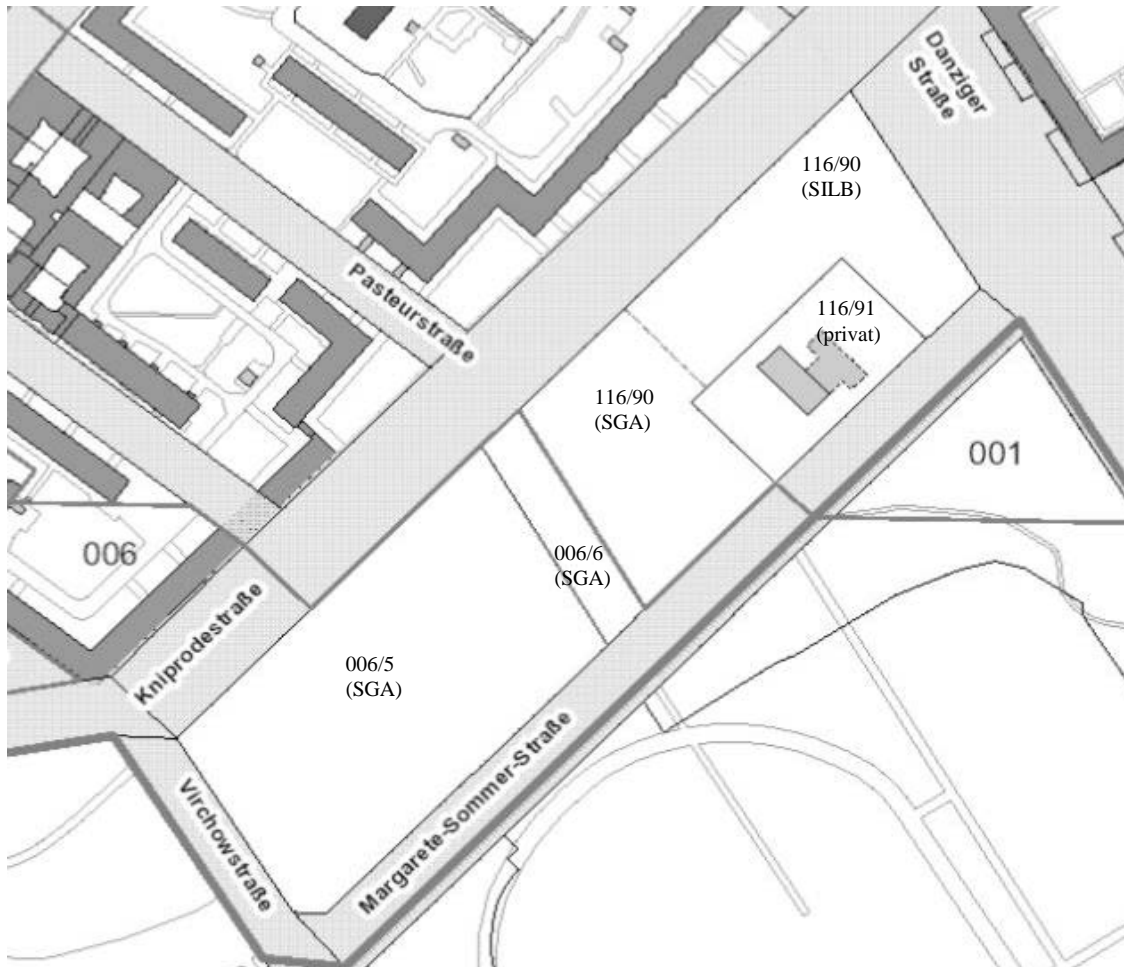 Danziger
Straße
116/90
(SILB)
Pasteurstraße
116/91
(privat)
116/90
(SGA)
001
006
006/6
(SGA)
Kniprodestraße
006/5
(SGA)
Margarete-Sommer-Straße
Virchowstraße